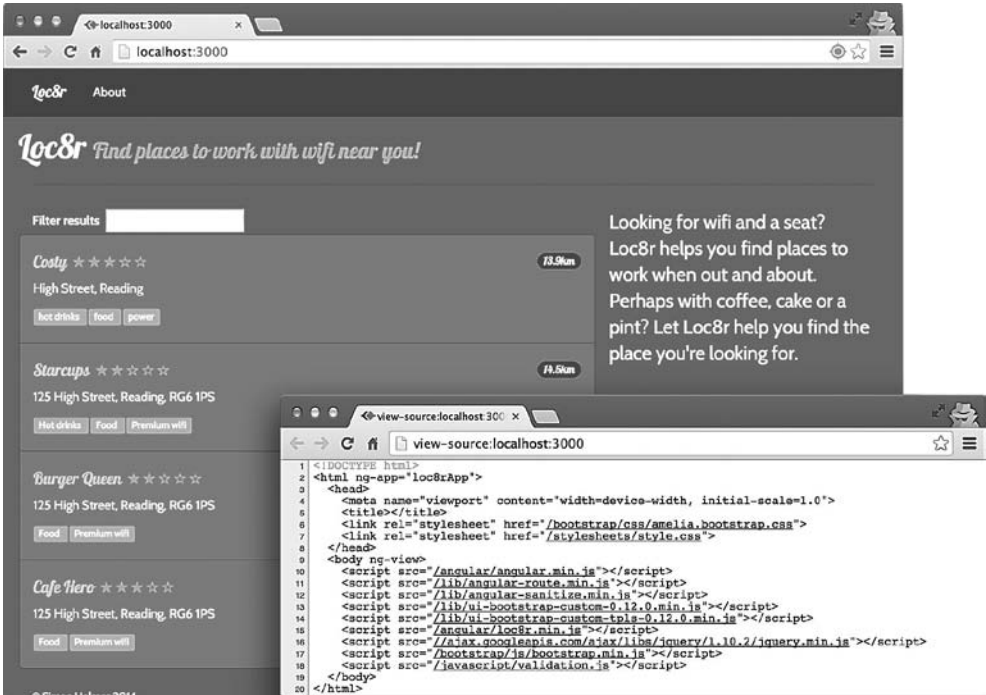 localhost:3000 ×
localhost:3000
Loc8r About
Loc8r Find places to work with wifi near you!
Filter results
Costy
13.9km
High Street, Reading
hot drinks food power
Starcups
14.5km
125 High Street, Reading, RG6 1PS
Hot drinks Food Premium wifi
Burger Queen
125 High Street, Reading, RG6 1PS
Food Premium wifi
Cafe Hero
125 High Street, Reading, RG6 1PS
Food Premium wifi
Looking for wifi and a seat?
Loc8r helps you find places to
work when out and about.
Perhaps with coffee, cake or a
pint? Let Loc8r help you find the
place you're looking for.
view-source:localhost:300 ×
view-source:localhost:3000
1 <!DOCTYPE html>
2 <html ng-app="loc8rApp">
3 <head>
4 <meta name="viewport" content="width=device-width, initial-scale=1.0">
5 <title></title>
6 <link rel="stylesheet" href="/bootstrap/css/amelia.bootstrap.css">
7 <link rel="stylesheet" href="/stylesheets/style.css">
8 </head>
9 <body ng-view>
10 <script src="/angular/angular.min.js"></script>
11 <script src="/lib/angular-route.min.js"></script>
12 <script src="/lib/angular-sanitize.min.js"></script>
13 <script src="/lib/ui-bootstrap-custom-0.12.0.min.js"></script>
14 <script src="/lib/ui-bootstrap-custom-tpls-0.12.0.min.js"></script>
15 <script src="/angular/loc8r.min.js"></script>
16 <script src="//ajax.googleapis.com/ajax/libs/jquery/1.10.2/jquery.min.js"></script>
17 <script src="/bootstrap/js/bootstrap.min.js"></script>
18 <script src="/javascript/validation.js"></script>
19 </body>
20 </html>